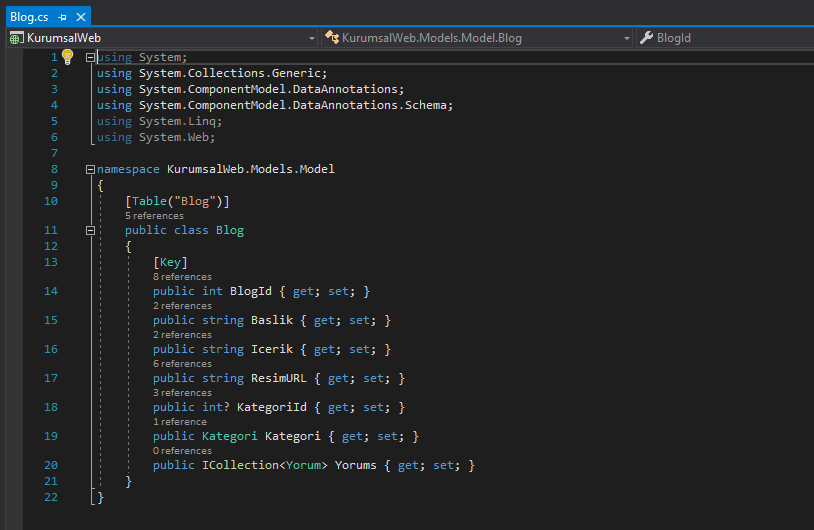 Blog.cs
KurumsalWeb KurumsalWeb.Models.Model.Blog BlogId
1 using System;
2 using System.Collections.Generic;
3 using System.ComponentModel.DataAnnotations;
4 using System.ComponentModel.DataAnnotations.Schema;
5 using System.Linq;
6 using System.Web;
7
8 namespace KurumsalWeb.Models.Model
9 {
10 [Table("Blog")]
5 references
11 public class Blog
12 {
13 [Key]
8 references
14 public int BlogId { get; set; }
2 references
15 public string Baslik { get; set; }
2 references
16 public string Icerik { get; set; }
6 references
17 public string ResimURL { get; set; }
3 references
18 public int? KategoriId { get; set; }
1 reference
19 public Kategori Kategori { get; set; }
0 references
20 public ICollection<Yorum> Yorums { get; set; }
21 }
22 }